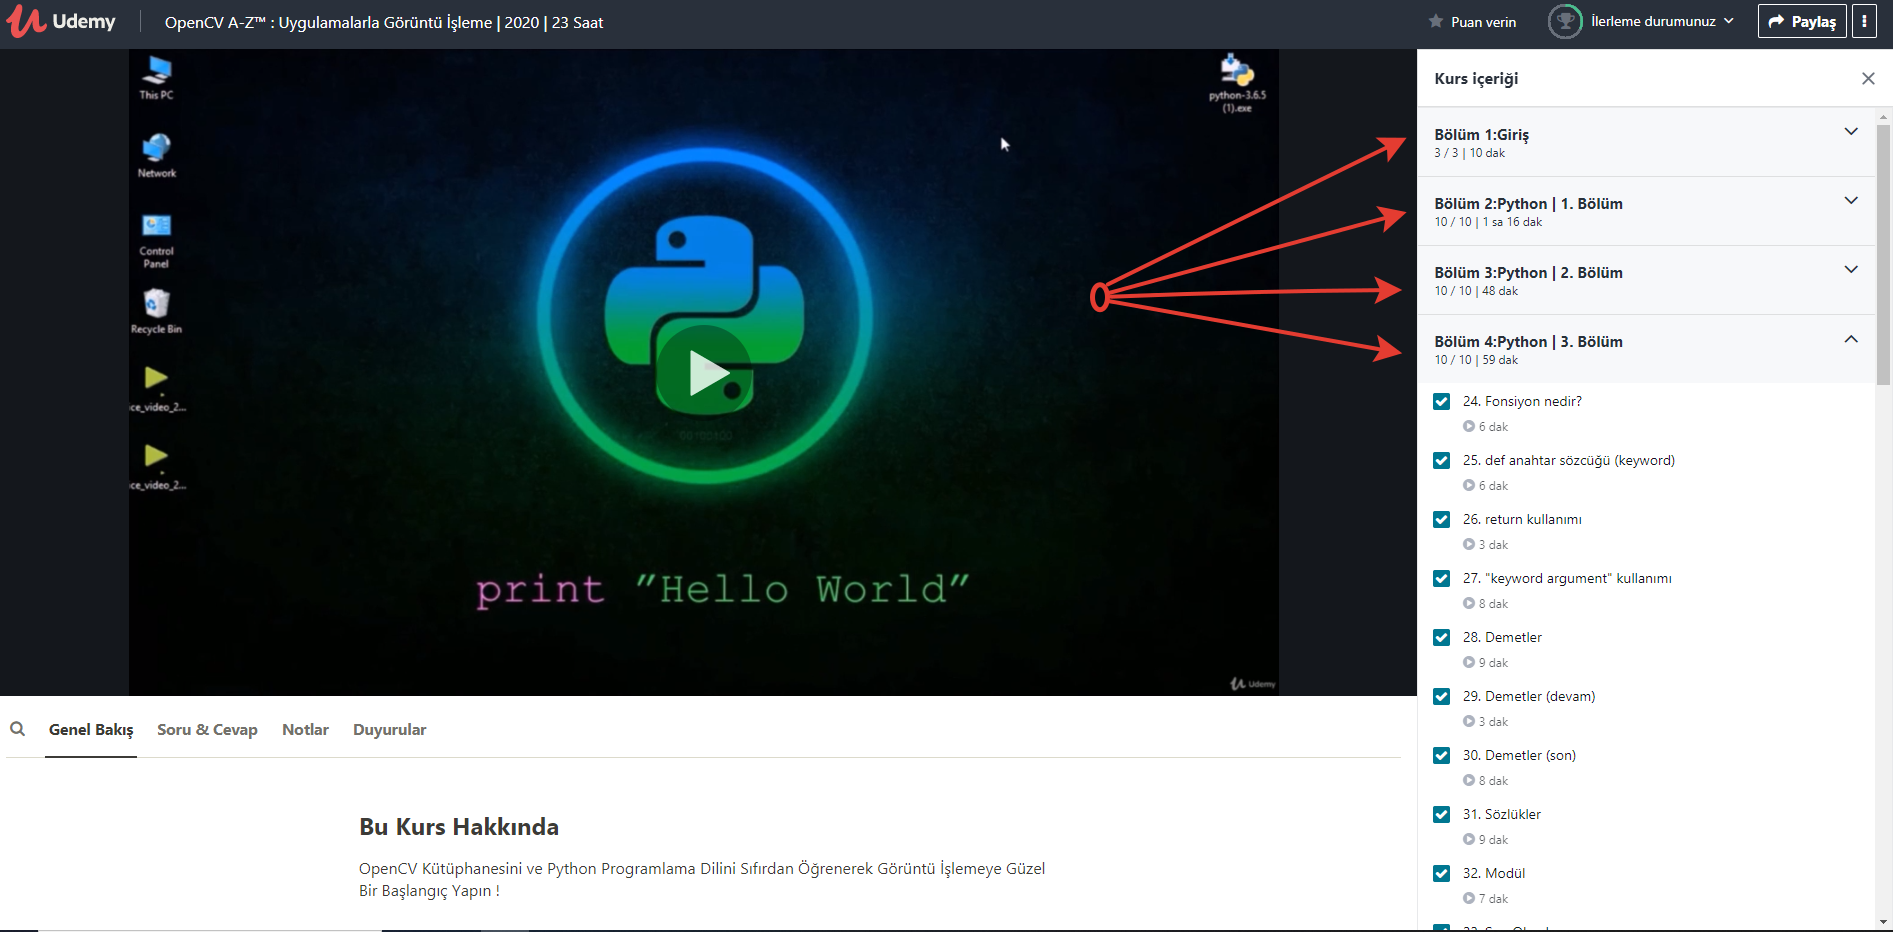 Udemy
OpenCV A-Z™ : Uygulamalarla Görüntü İşleme | 2020 | 23 Saat
Puan verin
İlerleme durumunuz
Paylaş
This PC
Network
Control
Panel
Recycle Bin
ce_video_2...
ce_video_2...
python-3.6.5
(1).exe
print "Hello World"
Udemy
Kurs içeriği
Bölüm 1:Giriş
3 / 3 | 10 dak
Bölüm 2:Python | 1. Bölüm
10 / 10 | 1 sa 16 dak
Bölüm 3:Python | 2. Bölüm
10 / 10 | 48 dak
Bölüm 4:Python | 3. Bölüm
10 / 10 | 59 dak
24. Fonsiyon nedir?
6 dak
25. def anahtar sözcüğü (keyword)
6 dak
26. return kullanımı
3 dak
27. "keyword argument" kullanımı
8 dak
28. Demetler
9 dak
29. Demetler (devam)
3 dak
30. Demetler (son)
8 dak
31. Sözlükler
9 dak
32. Modül
7 dak
Genel Bakış
Soru & Cevap
Notlar
Duyurular
Bu Kurs Hakkında
OpenCV Kütüphanesini ve Python Programlama Dilini Sıfırdan Öğrenerek Görüntü İşlemeye Güzel
Bir Başlangıç Yapın !